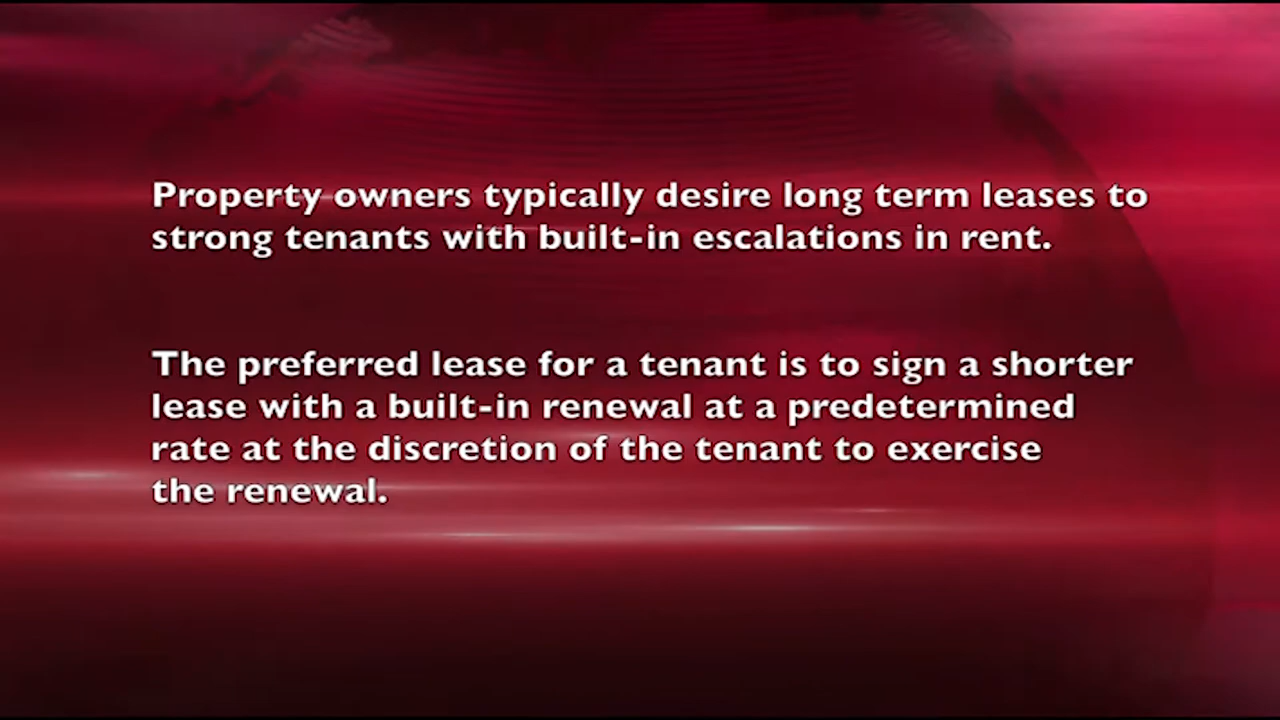 Property owners typically desire long term leases to
strong tenants with built-in escalations in rent.
The preferred lease for a tenant is to sign a shorter
lease with a built-in renewal at a predetermined
rate at the discretion of the tenant to exercise
the renewal.